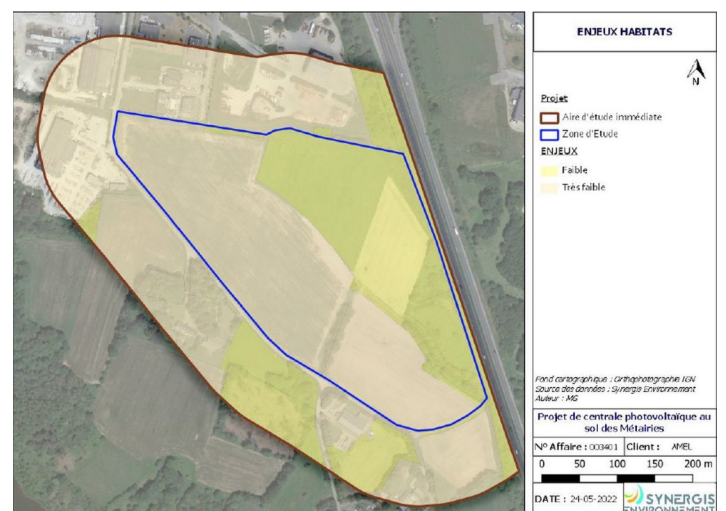 ENJEUX HABITATS
N
Projet
Aire d'étude immédiate
Zone d'Etude
ENJEUX
Faible
Très faible
Fond cartographique : Orthophotographie IGN
Source des données : Synergis Environnement
Auteur : MG
Projet de centrale photovoltaïque au
sol des Métairies
N° Affaire : 003401 Client : AMEL
0 50 100 150 200 m
DATE : 24-05-2022
SYNERGIS
ENVIRONNEMENT